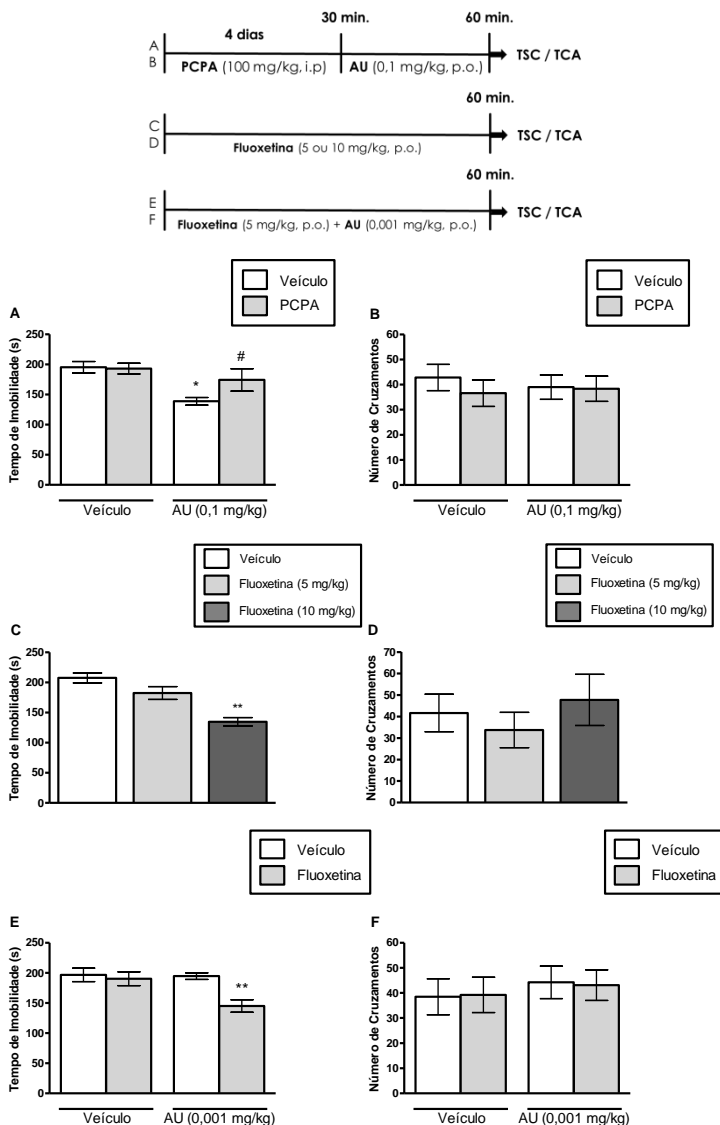 4 dias
30 min.
60 min.
A
B
PCPA (100 mg/kg, i.p)
AU (0,1 mg/kg, p.o.)
TSC / TCA
60 min.
C
D
Fluoxetina (5 ou 10 mg/kg, p.o.)
TSC / TCA
60 min.
E
F
Fluoxetina (5 mg/kg, p.o.) + AU (0,001 mg/kg, p.o.)
TSC / TCA
A
Veículo
PCPA
Tempo de Imobilidade (s)
250
200
150
100
50
0
*
#
Veículo
AU (0,1 mg/kg)
B
Veículo
PCPA
Número de Cruzamentos
60
50
40
30
20
10
0
Veículo
AU (0,1 mg/kg)
C
Veículo
Fluoxetina (5 mg/kg)
Fluoxetina (10 mg/kg)
Tempo de Imobilidade (s)
250
200
150
100
50
0
**
D
Veículo
Fluoxetina (5 mg/kg)
Fluoxetina (10 mg/kg)
Número de Cruzamentos
70
60
50
40
30
20
10
0
E
Veículo
Fluoxetina
Tempo de Imobilidade (s)
250
200
150
100
50
0
**
Veículo
AU (0,001 mg/kg)
F
Veículo
Fluoxetina
Número de Cruzamentos
60
50
40
30
20
10
0
Veículo
AU (0,001 mg/kg)